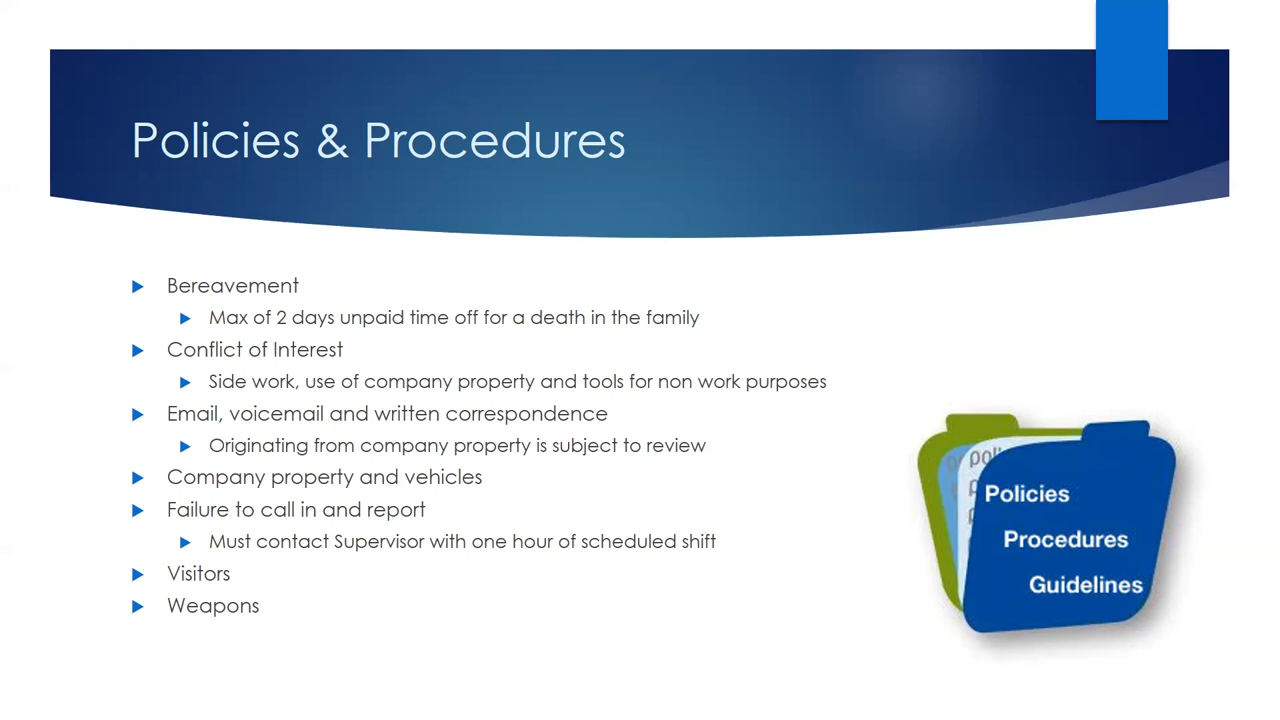 Policies & Procedures
Bereavement
Max of 2 days unpaid time off for a death in the family
Conflict of Interest
Side work, use of company property and tools for non work purposes
Email, voicemail and written correspondence
Originating from company property is subject to review
Company property and vehicles
Failure to call in and report
Must contact Supervisor with one hour of scheduled shift
Visitors
Weapons
Policies
Procedures
Guidelines